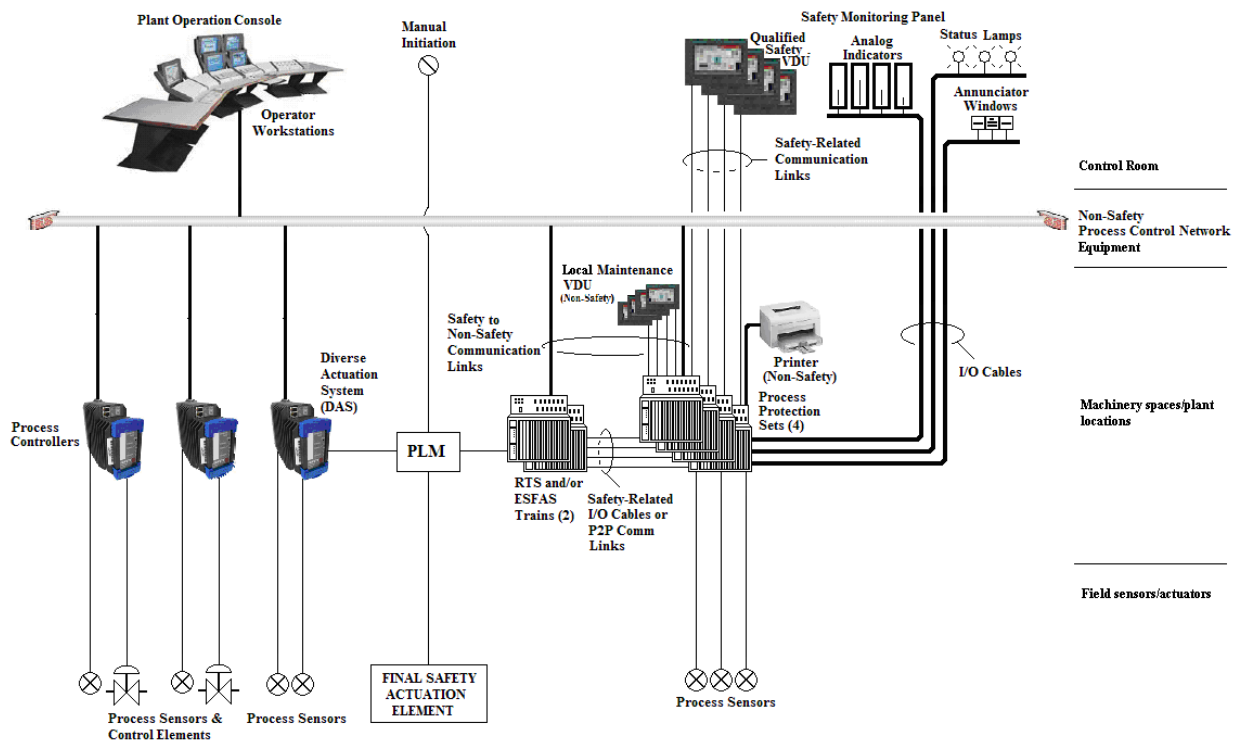 Plant Operation Console
Operator
Workstations
Manual
Initiation
Safety Monitoring Panel
Qualified
Safety
VDU
Analog
Indicators
Status Lamps
Annunciator
Windows
Safety-Related
Communication
Links
Control Room
Non-Safety
Process Control Network
Equipment
Local Maintenance
VDU
(Non-Safety)
Safety to
Non-Safety
Communication
Links
Printer
(Non-Safety)
I/O Cables
Diverse
Actuation
System
(DAS)
Process
Controllers
PLM
Process
Protection
Sets (4)
Machinery spaces/plant
locations
RTS and/or
ESFAS
Trains (2)
Safety-Related
I/O Cables or
P2P Comm
Links
Field sensors/actuators
FINAL SAFETY
ACTUATION
ELEMENT
Process Sensors &
Control Elements
Process Sensors
Process Sensors